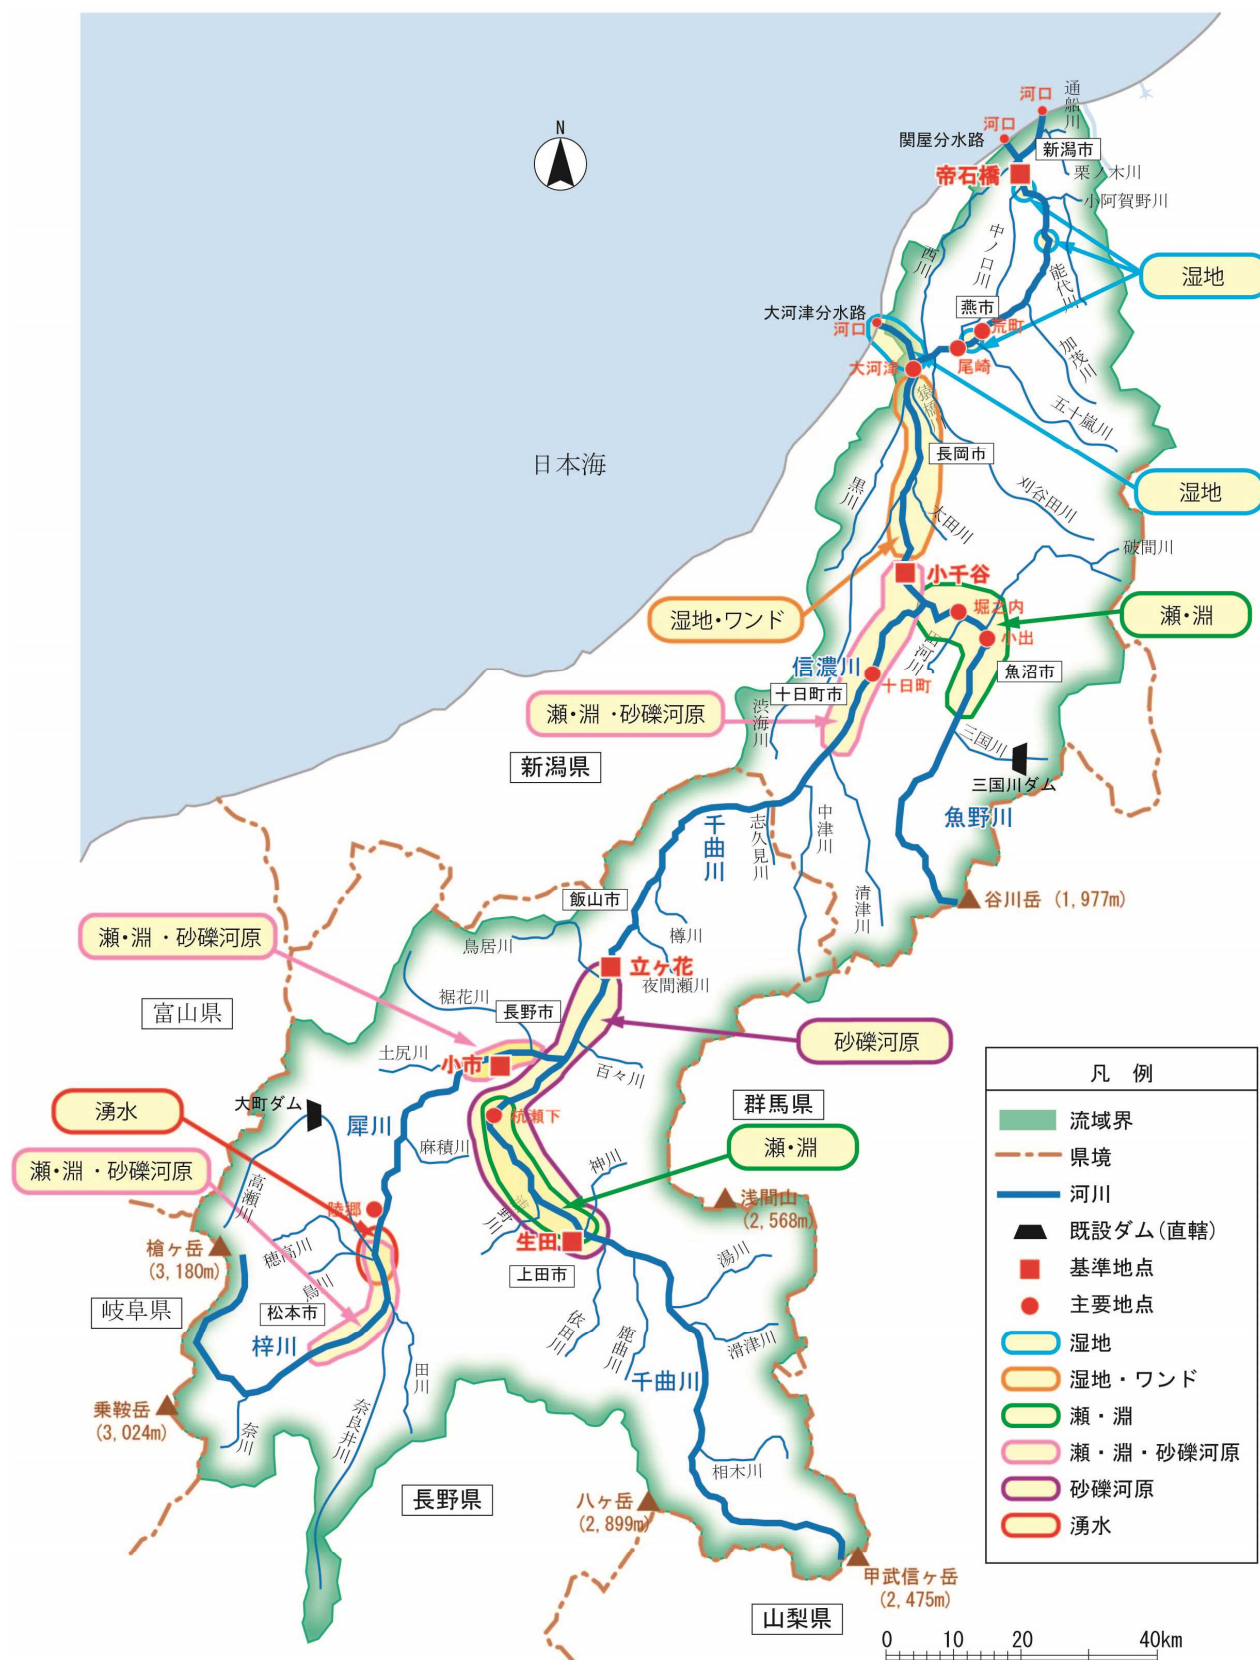 N
河口
通船川
河口
関屋分水路
新潟市
帝石橋
栗ノ木川
小阿賀野川
中ノ口川
西川
能代川
湿地
大河津分水路
河口
燕市
荒町
尾崎
大河津
加茂川
五十嵐川
猿橋川
日本海
長岡市
黒川
太田川
刈谷田川
湿地
破間川
小千谷
堀之内
瀬・淵
湿地・ワンド
小出
田河川
信濃川
魚沼市
十日町市
十日町
瀬・淵・砂礫河原
渋海川
三国川
新潟県
三国川ダム
魚野川
千曲川
志久見川
中津川
清津川
谷川岳 (1,977m)
飯山市
瀬・淵・砂礫河原
鳥居川
樽川
立ヶ花
夜間瀬川
裾花川
富山県
長野市
砂礫河原
土尻川
小市
百々川
大町ダム
湧水
犀川
群馬県
杭瀬下
瀬・淵
麻積川
瀬・淵・砂礫河原
神川
高瀬川
陸郷
浦野川
浅間山
(2,568m)
生田
槍ヶ岳
(3,180m)
穂高川
烏川
湯川
上田市
岐阜県
松本市
梓川
依田川
鹿曲川
滑津川
田川
千曲川
乗鞍岳
(3,024m)
奈川
奈良井川
相木川
長野県
八ヶ岳
(2,899m)
甲武信ヶ岳
(2,475m)
山梨県
凡 例
流域界
県境
河川
既設ダム(直轄)
基準地点
主要地点
湿地
湿地・ワンド
瀬・淵
瀬・淵・砂礫河原
砂礫河原
湧水
0 10 20 40km